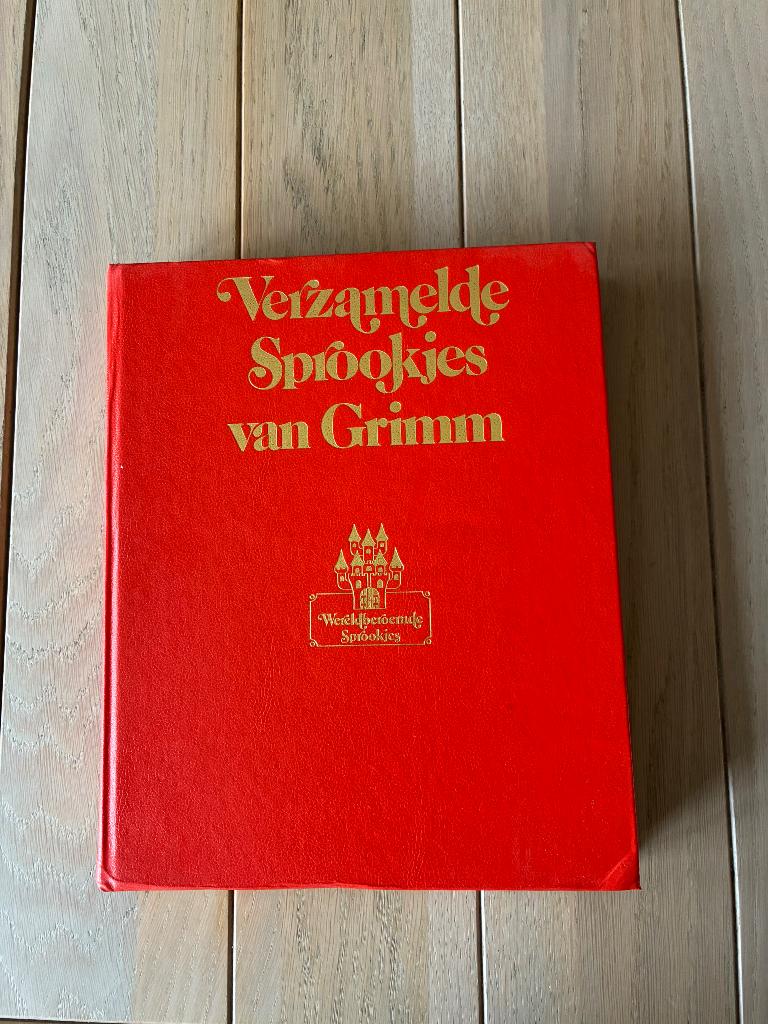 Verzamelde
Sprookjes
van Grimm
Wereldberoemde
Sprookjes